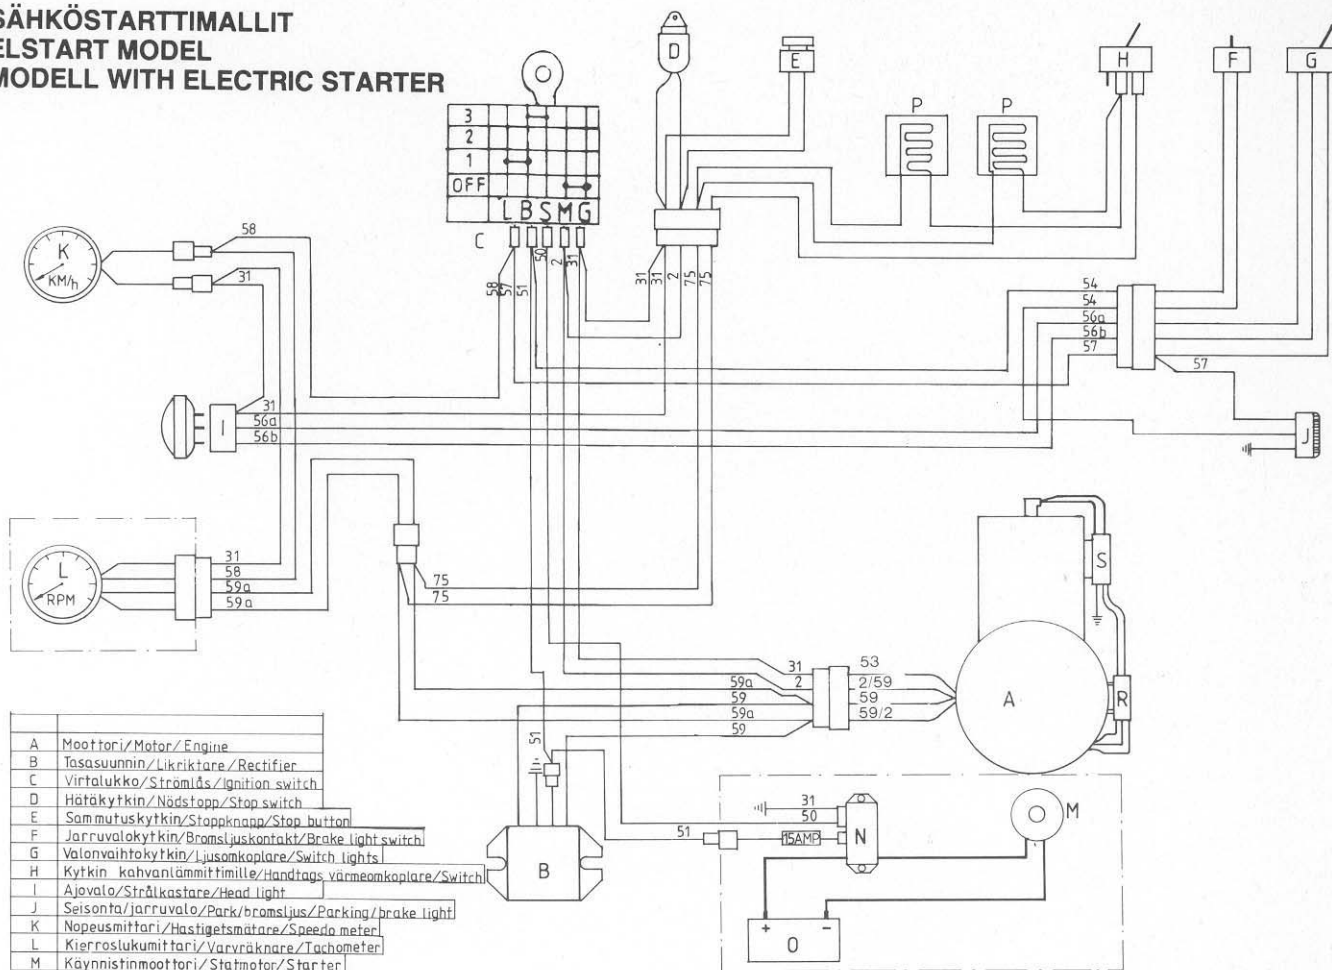 SÄHKÖSTARTTIMALLIT
ELSTART MODEL
MODELL WITH ELECTRIC STARTER
D
E
H
F
G
P
P
3
2
1
OFF
L B S M G
C
58
57
51
50
2
31
31
31
2
75
75
K
KM/h
58
31
54
54
56a
56b
57
57
I
31
56a
56b
J
L
RPM
31
58
59a
59a
75
75
S
A
R
31
2
59a
59
59a
59
53
2/59
59
59/2
51
B
51
31
50
15AMP
N
M
+ O −
A Moottori/Motor/Engine
B Tasasuunnin/Likriktare/Rectifier
C Virtalukko/Strömlås/Ignition switch
D Hätäkytkin/Nödstopp/Stop switch
E Sammutuskytkin/Stoppknapp/Stop button
F Jarruvalokytkin/Bromsljuskontakt/Brake light switch
G Valonvaihtokytkin/Ljusomkoplare/Switch lights
H Kytkin kahvanlämmittimille/Handtags värmeomkoplare/Switch
I Ajovalo/Strålkastare/Head light
J Seisonta/jarruvalo/Park/bromsljus/Parking/brake light
K Nopeusmittari/Hastigetsmätare/Speedo meter
L Kierroslukumittari/Varvräknare/Tachometer
M Käynnistinmoottori/Statmotor/Starter